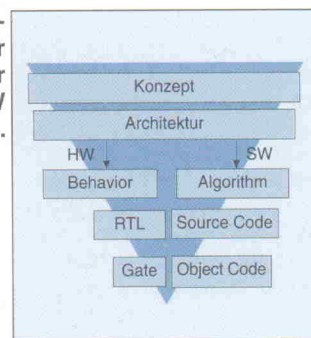 Konzept
Architektur
HW SW
Behavior Algorithm
RTL Source Code
Gate Object Code